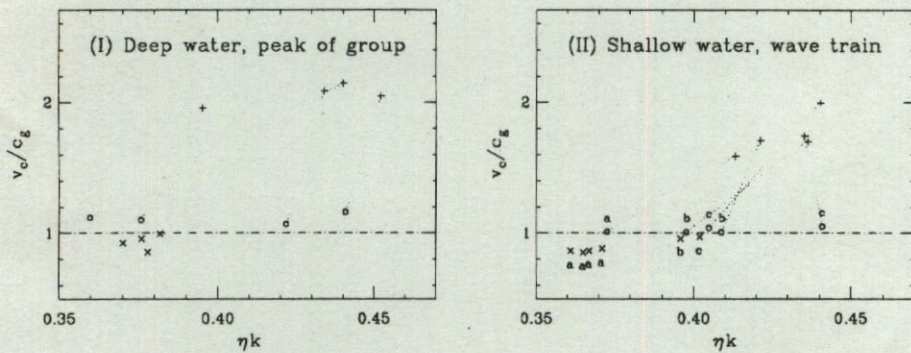 (I) Deep water, peak of group
(II) Shallow water, wave train
2
1
v_c/c_g
0.35
0.40
0.45
ηk
2
1
v_c/c_g
a
b
c
b
c
a
a
a
a
b
c
0.35
0.40
0.45
ηk